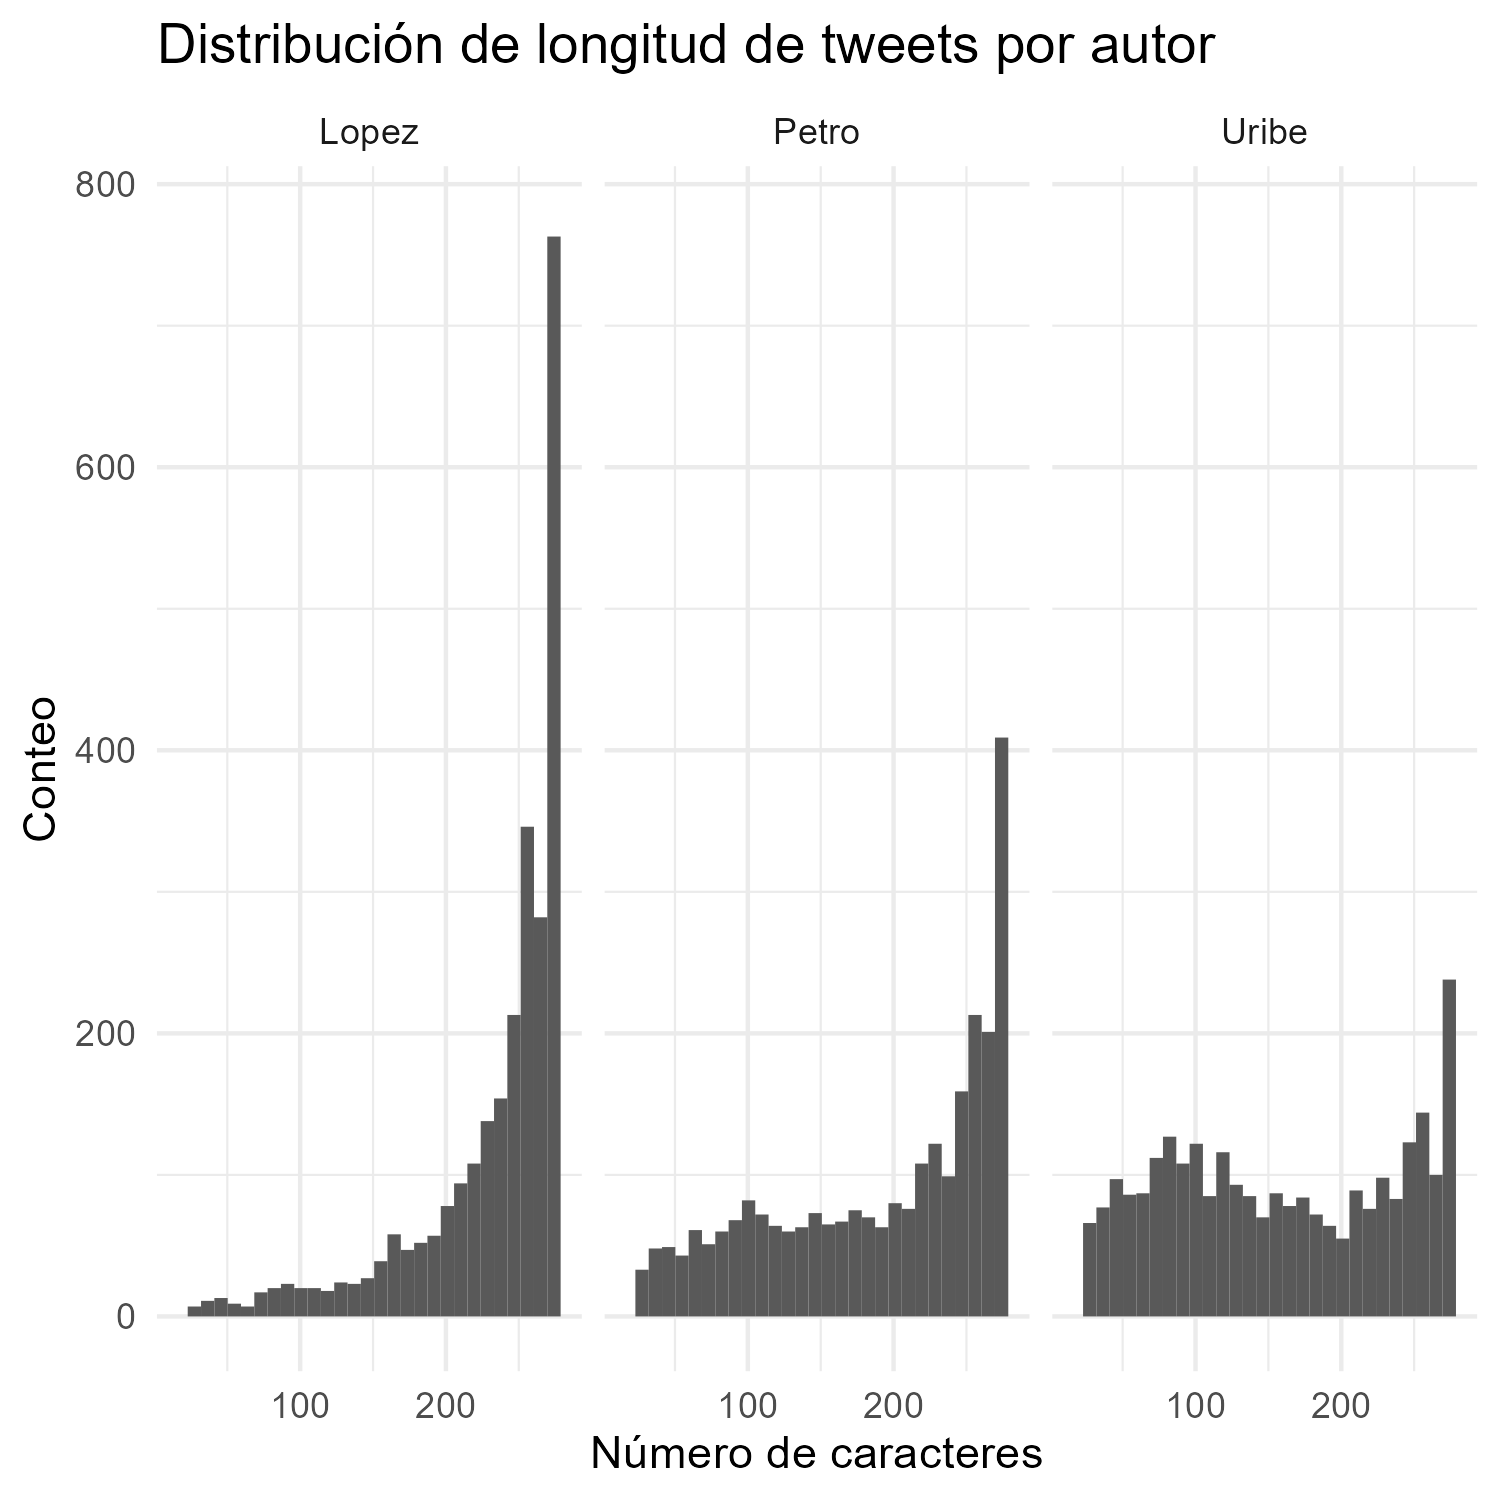 Distribución de longitud de tweets por autor
Lopez Petro Uribe
800
600
400
200
0
Conteo
100 200 100 200 100 200
Número de caracteres